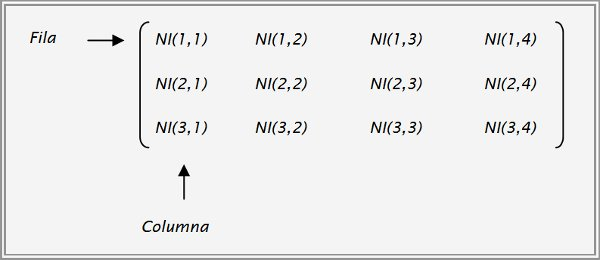 Fila NI(1,1) NI(1,2) NI(1,3) NI(1,4)
NI(2,1) NI(2,2) NI(2,3) NI(2,4)
NI(3,1) NI(3,2) NI(3,3) NI(3,4)
Columna